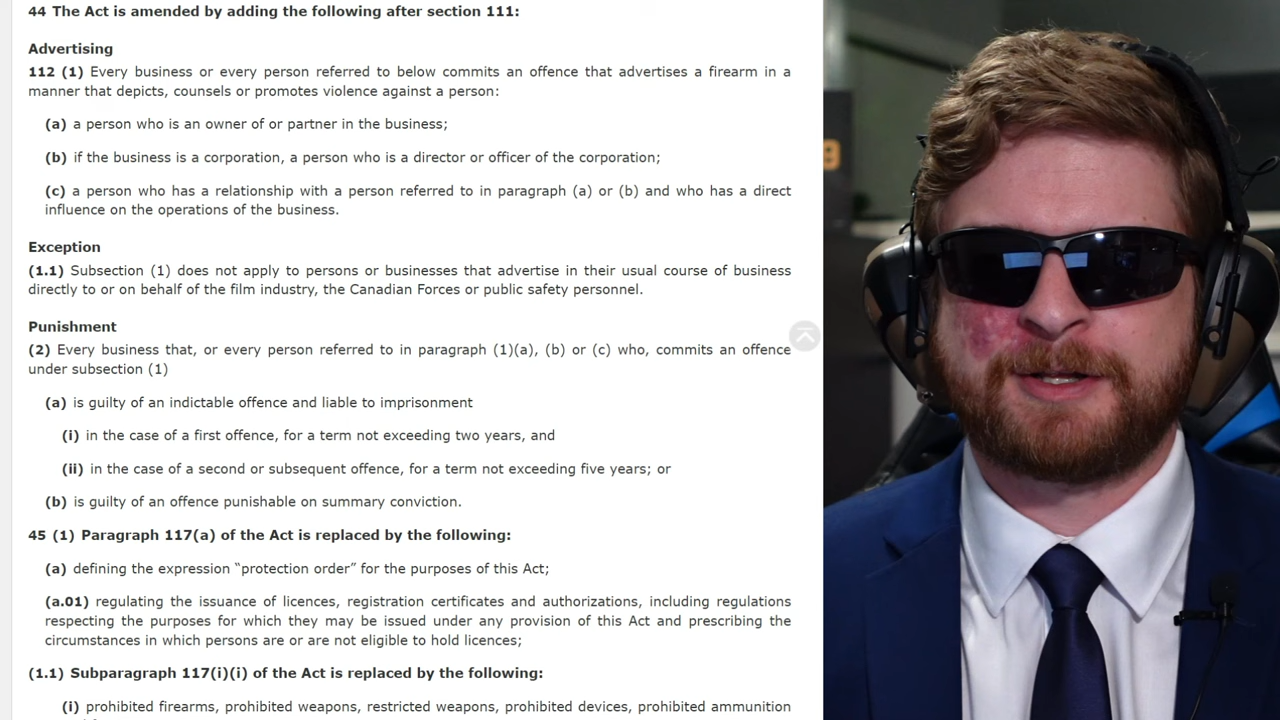 44 The Act is amended by adding the following after section 111:
Advertising
112 (1) Every business or every person referred to below commits an offence that advertises a firearm in a
manner that depicts, counsels or promotes violence against a person:
(a) a person who is an owner of or partner in the business;
(b) if the business is a corporation, a person who is a director or officer of the corporation;
(c) a person who has a relationship with a person referred to in paragraph (a) or (b) and who has a direct
influence on the operations of the business.
Exception
(1.1) Subsection (1) does not apply to persons or businesses that advertise in their usual course of business
directly to or on behalf of the film industry, the Canadian Forces or public safety personnel.
Punishment
(2) Every business that, or every person referred to in paragraph (1)(a), (b) or (c) who, commits an offence
under subsection (1)
(a) is guilty of an indictable offence and liable to imprisonment
(i) in the case of a first offence, for a term not exceeding two years, and
(ii) in the case of a second or subsequent offence, for a term not exceeding five years; or
(b) is guilty of an offence punishable on summary conviction.
45 (1) Paragraph 117(a) of the Act is replaced by the following:
(a) defining the expression “protection order” for the purposes of this Act;
(a.01) regulating the issuance of licences, registration certificates and authorizations, including regulations
respecting the purposes for which they may be issued under any provision of this Act and prescribing the
circumstances in which persons are or are not eligible to hold licences;
(1.1) Subparagraph 117(i)(i) of the Act is replaced by the following:
(i) prohibited firearms, prohibited weapons, restricted weapons, prohibited devices, prohibited ammunition